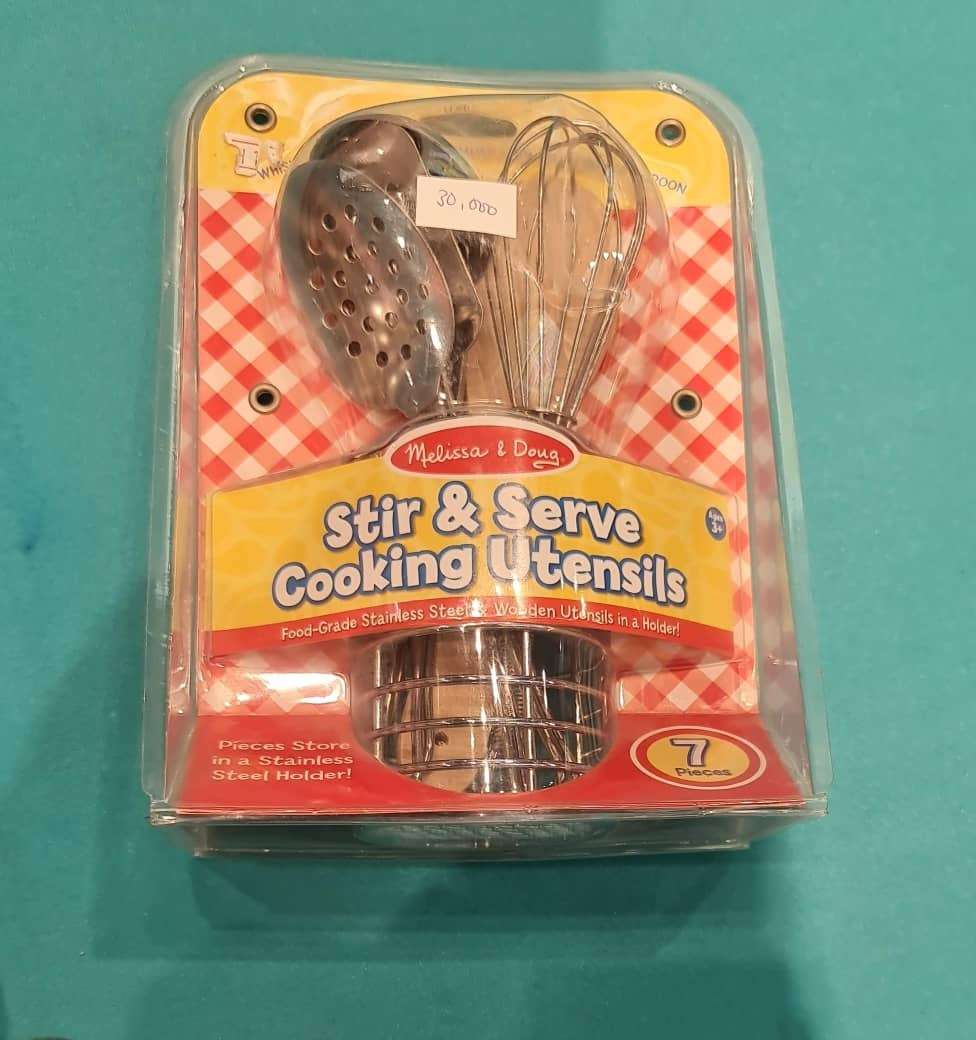 30,000
Melissa & Doug
Stir & Serve
Cooking Utensils
Ages
3+
Food-Grade Stainless Steel & Wooden Utensils in a Holder!
Pieces Store
in a Stainless
Steel Holder!
7
Pieces